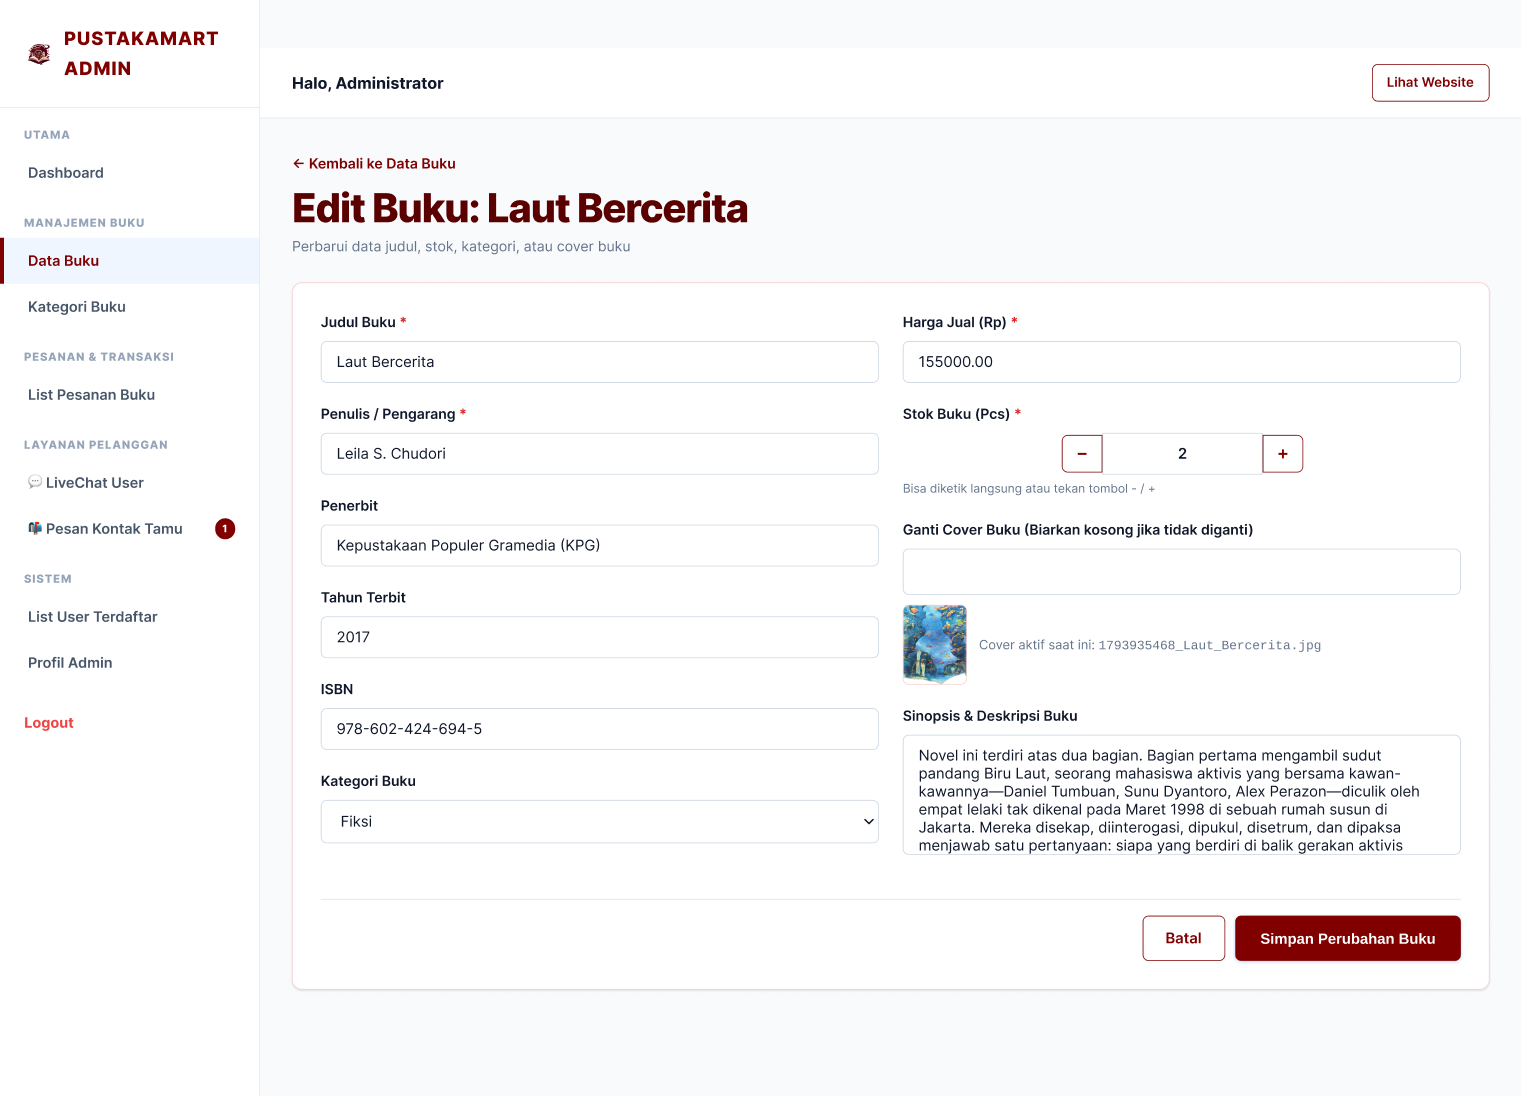 PUSTAKAMART
ADMIN
UTAMA
Dashboard
MANAJEMEN BUKU
Data Buku
Kategori Buku
PESANAN & TRANSAKSI
List Pesanan Buku
LAYANAN PELANGGAN
LiveChat User
Pesan Kontak Tamu 1
SISTEM
List User Terdaftar
Profil Admin
Logout
Halo, Administrator
Lihat Website
← Kembali ke Data Buku
Edit Buku: Laut Bercerita
Perbarui data judul, stok, kategori, atau cover buku
Judul Buku *
Laut Bercerita
Penulis / Pengarang *
Leila S. Chudori
Penerbit
Kepustakaan Populer Gramedia (KPG)
Tahun Terbit
2017
ISBN
978-602-424-694-5
Kategori Buku
Fiksi
Harga Jual (Rp) *
155000.00
Stok Buku (Pcs) *
− 2 +
Bisa diketik langsung atau tekan tombol - / +
Ganti Cover Buku (Biarkan kosong jika tidak diganti)
Cover aktif saat ini: 1793935468_Laut_Bercerita.jpg
Sinopsis & Deskripsi Buku
Novel ini terdiri atas dua bagian. Bagian pertama mengambil sudut
pandang Biru Laut, seorang mahasiswa aktivis yang bersama kawan-
kawannya—Daniel Tumbuan, Sunu Dyantoro, Alex Perazon—diculik oleh
empat lelaki tak dikenal pada Maret 1998 di sebuah rumah susun di
Jakarta. Mereka disekap, diinterogasi, dipukul, disetrum, dan dipaksa
menjawab satu pertanyaan: siapa yang berdiri di balik gerakan aktivis
Batal
Simpan Perubahan Buku